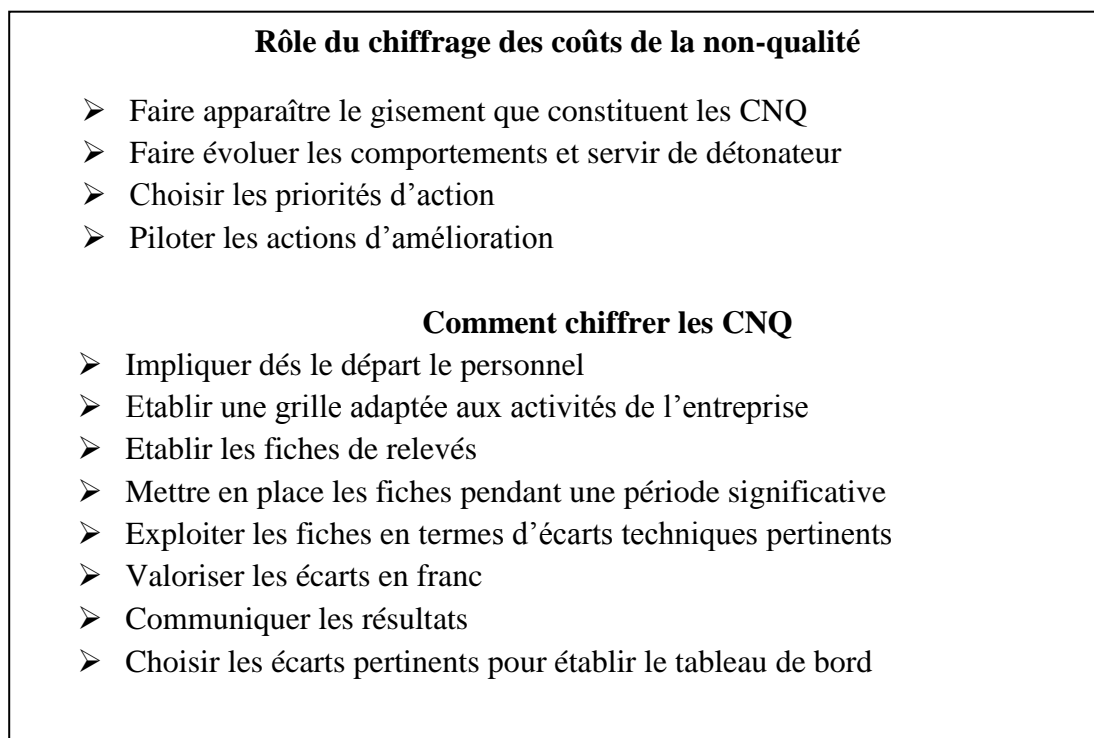 Rôle du chiffrage des coûts de la non-qualité
➢ Faire apparaître le gisement que constituent les CNQ
➢ Faire évoluer les comportements et servir de détonateur
➢ Choisir les priorités d’action
➢ Piloter les actions d’amélioration
Comment chiffrer les CNQ
➢ Impliquer dés le départ le personnel
➢ Etablir une grille adaptée aux activités de l’entreprise
➢ Etablir les fiches de relevés
➢ Mettre en place les fiches pendant une période significative
➢ Exploiter les fiches en termes d’écarts techniques pertinents
➢ Valoriser les écarts en franc
➢ Communiquer les résultats
➢ Choisir les écarts pertinents pour établir le tableau de bord